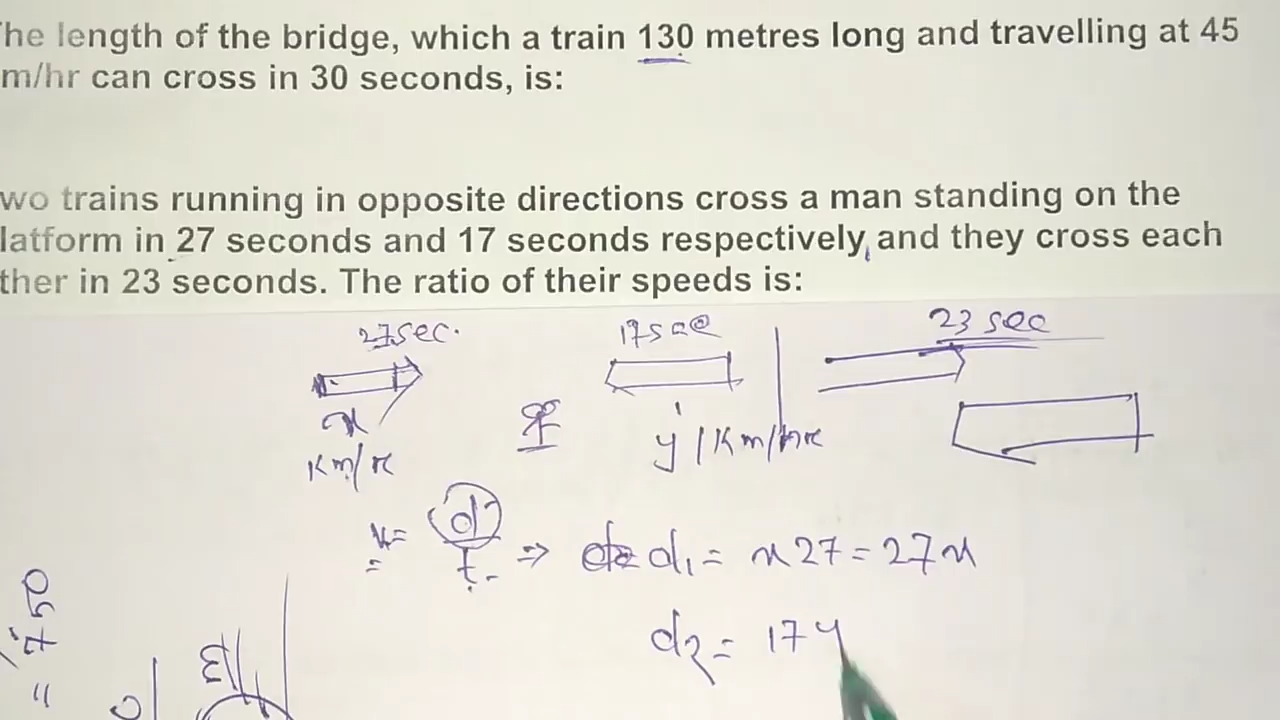 he length of the bridge, which a train 130 metres long and travelling at 45
m/hr can cross in 30 seconds, is:
wo trains running in opposite directions cross a man standing on the
latform in 27 seconds and 17 seconds respectively, and they cross each
ther in 23 seconds. The ratio of their speeds is:
27sec.
17sec
23 sec
x
Km/r
y Km/hr
v= d/t ⇒ d₁ = x27 = 27x
d₂ = 17y